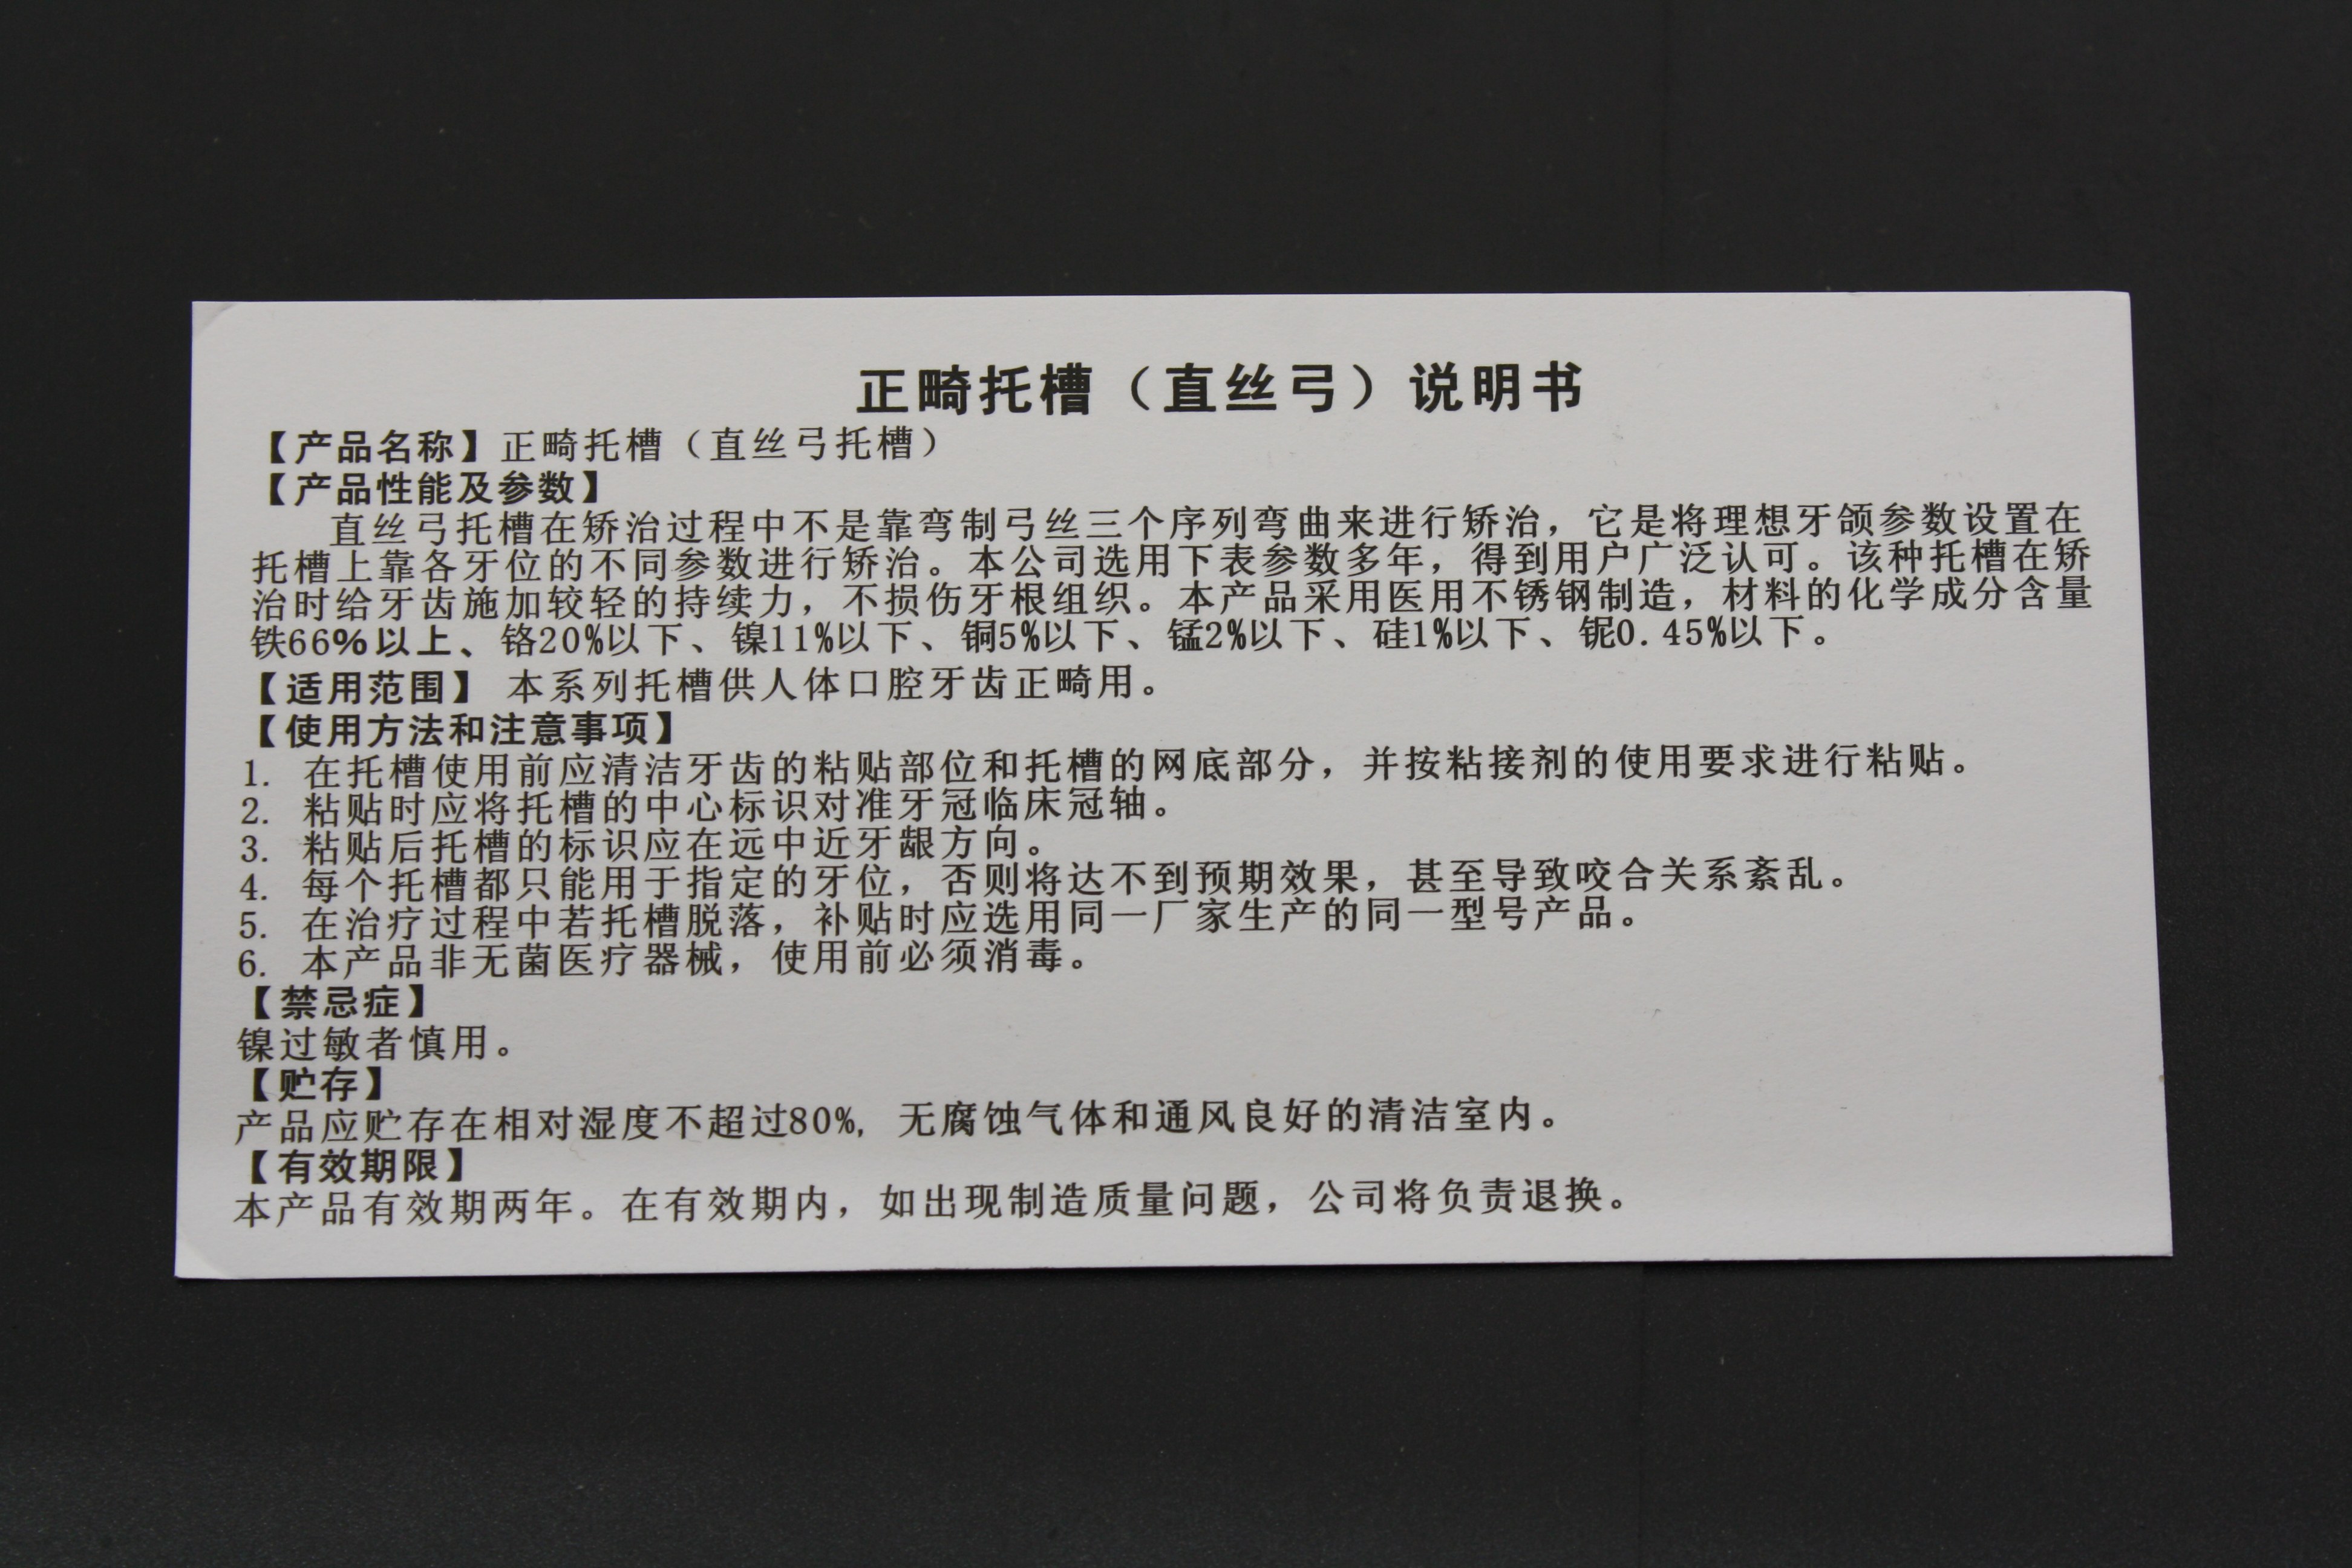 正畸托槽（直丝弓）说明书
【产品名称】正畸托槽（直丝弓托槽）
【产品性能及参数】
直丝弓托槽在矫治过程中不是靠弯制弓丝三个序列弯曲来进行矫治，它是将理想牙颌参数设置在
托槽上靠各牙位的不同参数进行矫治。本公司选用下表参数多年，得到用户广泛认可。该种托槽在矫
治时给牙齿施加较轻的持续力，不损伤牙根组织。本产品采用医用不锈钢制造，材料的化学成分含量
铁66%以上、铬20%以下、镍11%以下、铜5%以下、锰2%以下、硅1%以下、铌0.45%以下。
【适用范围】 本系列托槽供人体口腔牙齿正畸用。
【使用方法和注意事项】
1. 在托槽使用前应清洁牙齿的粘贴部位和托槽的网底部分，并按粘接剂的使用要求进行粘贴。
2. 粘贴时应将托槽的中心标识对准牙冠临床冠轴。
3. 粘贴后托槽的标识应在远中近牙龈方向。
4. 每个托槽都只能用于指定的牙位，否则将达不到预期效果，甚至导致咬合关系紊乱。
5. 在治疗过程中若托槽脱落，补贴时应选用同一厂家生产的同一型号产品。
6. 本产品非无菌医疗器械，使用前必须消毒。
【禁忌症】
镍过敏者慎用。
【贮存】
产品应贮存在相对湿度不超过80%, 无腐蚀气体和通风良好的清洁室内。
【有效期限】
本产品有效期两年。在有效期内，如出现制造质量问题，公司将负责退换。